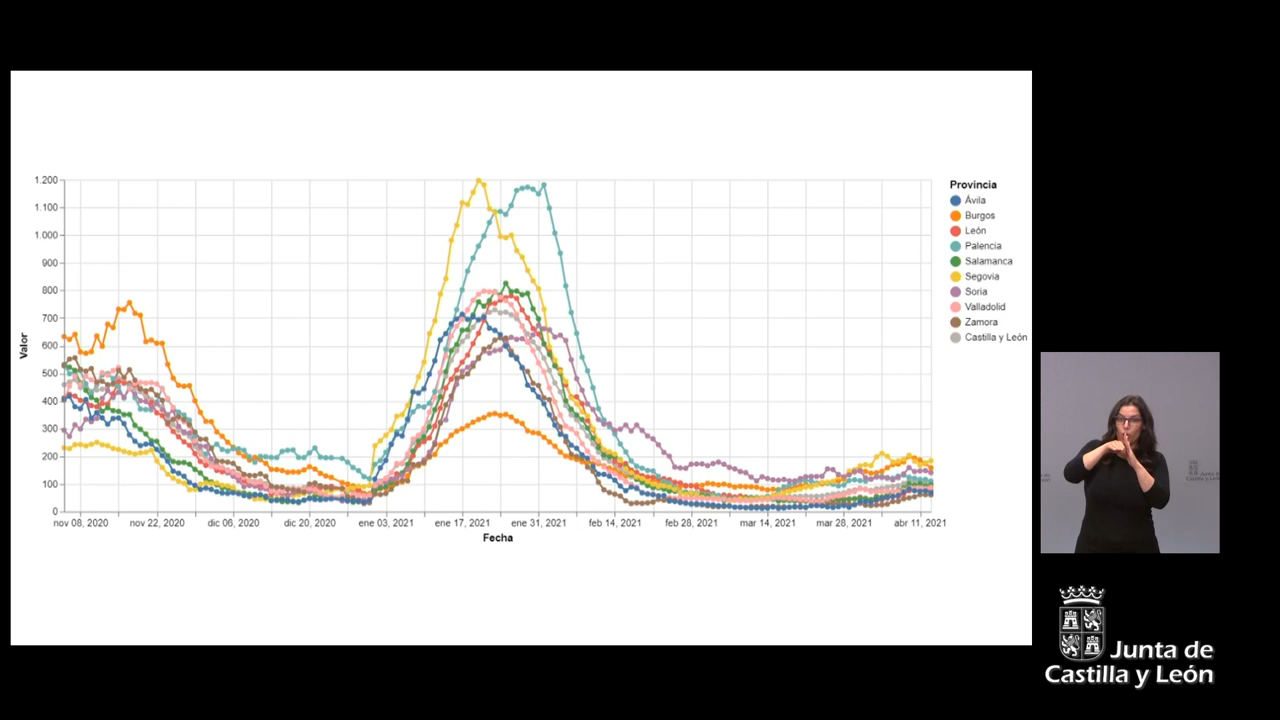 1.200
1.100
1.000
900
800
700
600
500
400
300
200
100
0
Valor
nov 08, 2020
nov 22, 2020
dic 06, 2020
dic 20, 2020
ene 03, 2021
ene 17, 2021
ene 31, 2021
feb 14, 2021
feb 28, 2021
mar 14, 2021
mar 28, 2021
abr 11, 2021
Fecha
Provincia
Ávila
Burgos
León
Palencia
Salamanca
Segovia
Soria
Valladolid
Zamora
Castilla y León
Junta de
Castilla y León